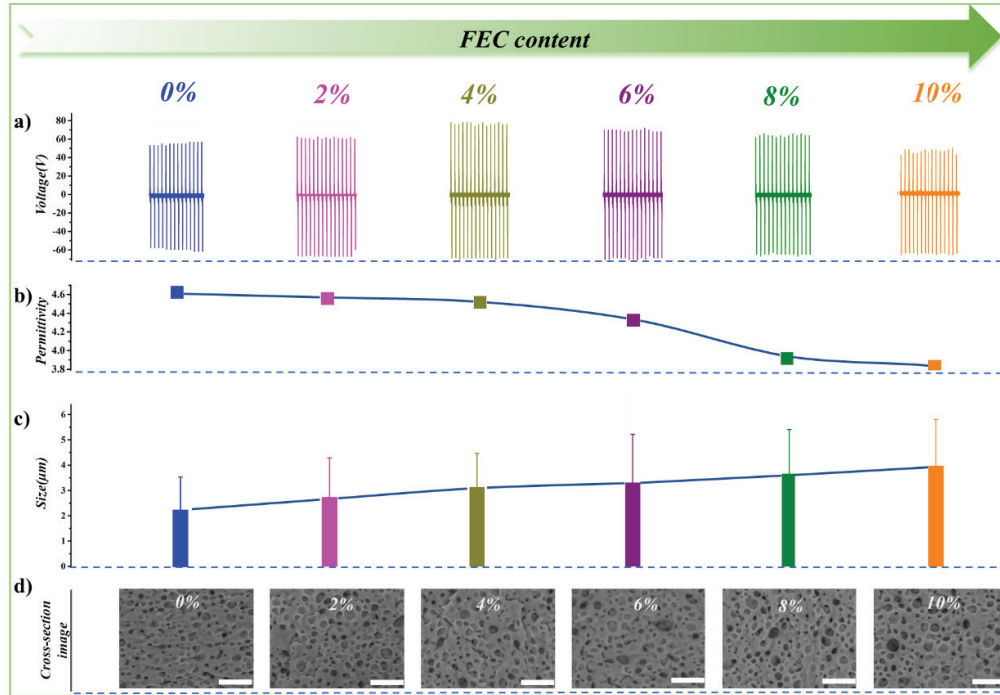 FEC content
0% 2% 4% 6% 8% 10%
a)
Voltage(V)
80
60
40
20
0
-20
-40
-60
b)
Permittivity
4.6
4.4
4.2
4.0
3.8
c)
Size(μm)
6
5
4
3
2
1
0
d)
Cross-section
image
0% 2% 4% 6% 8% 10%